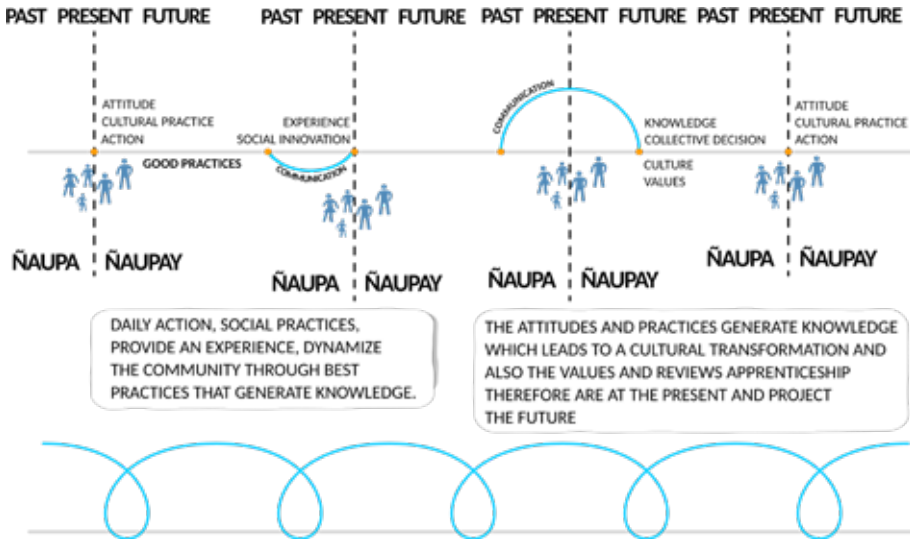 PAST PRESENT FUTURE
PAST PRESENT FUTURE
PAST PRESENT FUTURE
PAST PRESENT FUTURE
ATTITUDE
CULTURAL PRACTICE
ACTION
GOOD PRACTICES
EXPERIENCE
SOCIAL INNOVATION
COMMUNICATION
COMMUNICATION
KNOWLEDGE
COLLECTIVE DECISION
CULTURE
VALUES
ATTITUDE
CULTURAL PRACTICE
ACTION
ÑAUPA ÑAUPAY
ÑAUPA ÑAUPAY
ÑAUPA ÑAUPAY
ÑAUPA ÑAUPAY
DAILY ACTION, SOCIAL PRACTICES,
PROVIDE AN EXPERIENCE, DYNAMIZE
THE COMMUNITY THROUGH BEST
PRACTICES THAT GENERATE KNOWLEDGE.
THE ATTITUDES AND PRACTICES GENERATE KNOWLEDGE
WHICH LEADS TO A CULTURAL TRANSFORMATION AND
ALSO THE VALUES AND REVIEWS APPRENTICESHIP
THEREFORE ARE AT THE PRESENT AND PROJECT
THE FUTURE